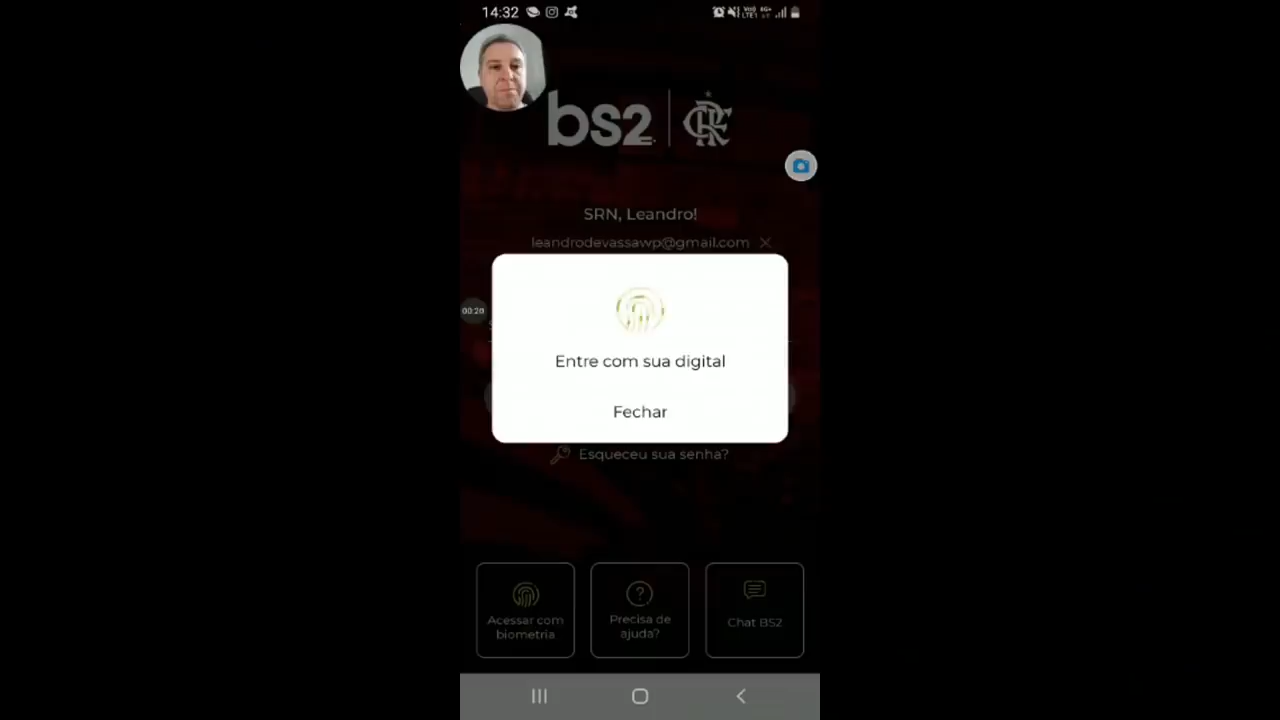 14:32
bs2
SRN, Leandro!
leandrodevassawp@gmail.com
00:20
Entre com sua digital
Fechar
Esqueceu sua senha?
Acessar com
biometria
Precisa de
ajuda?
Chat BS2